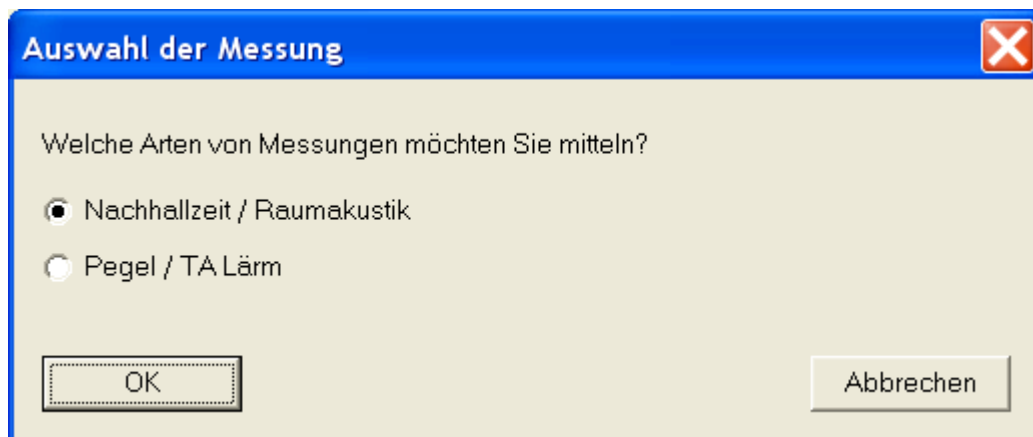 Auswahl der Messung
Welche Arten von Messungen möchten Sie mitteln?
Nachhallzeit / Raumakustik
Pegel / TA Lärm
OK
Abbrechen